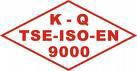 K - Q
TSE-ISO-EN
9000